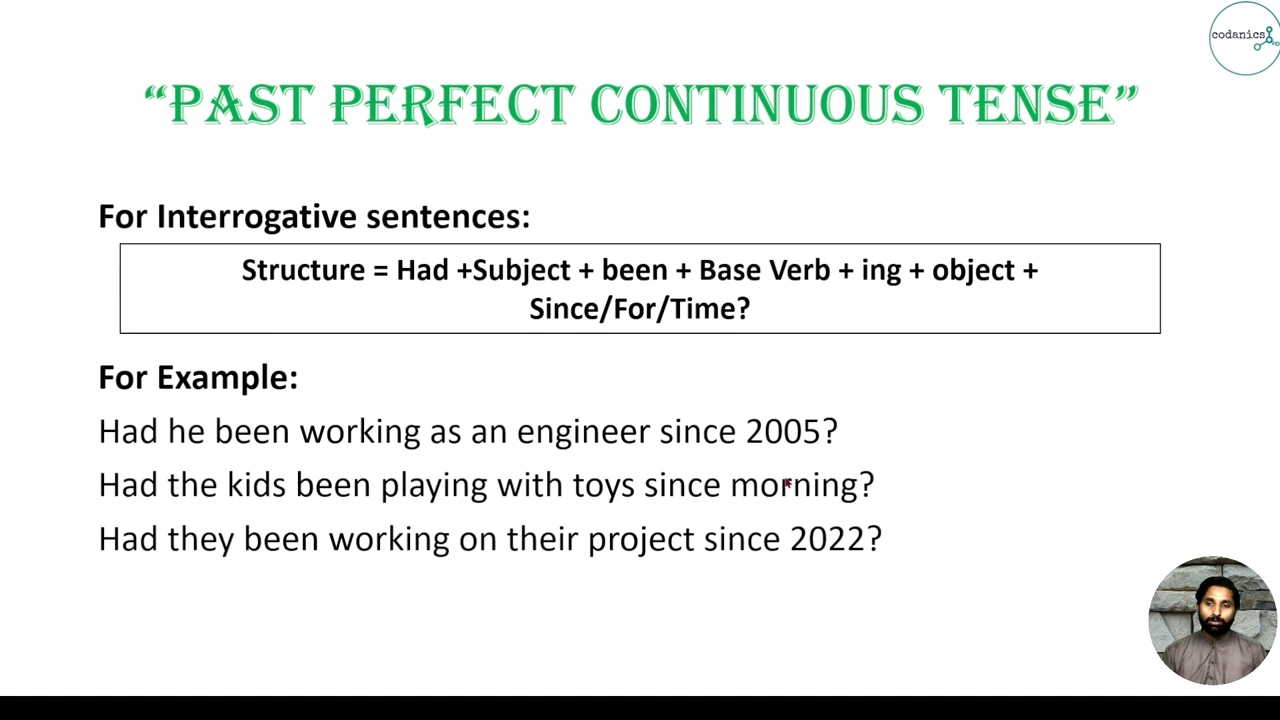 codanics
“PAST PERFECT CONTINUOUS TENSE”
For Interrogative sentences:
Structure = Had +Subject + been + Base Verb + ing + object +
Since/For/Time?
For Example:
Had he been working as an engineer since 2005?
Had the kids been playing with toys since morning?
Had they been working on their project since 2022?